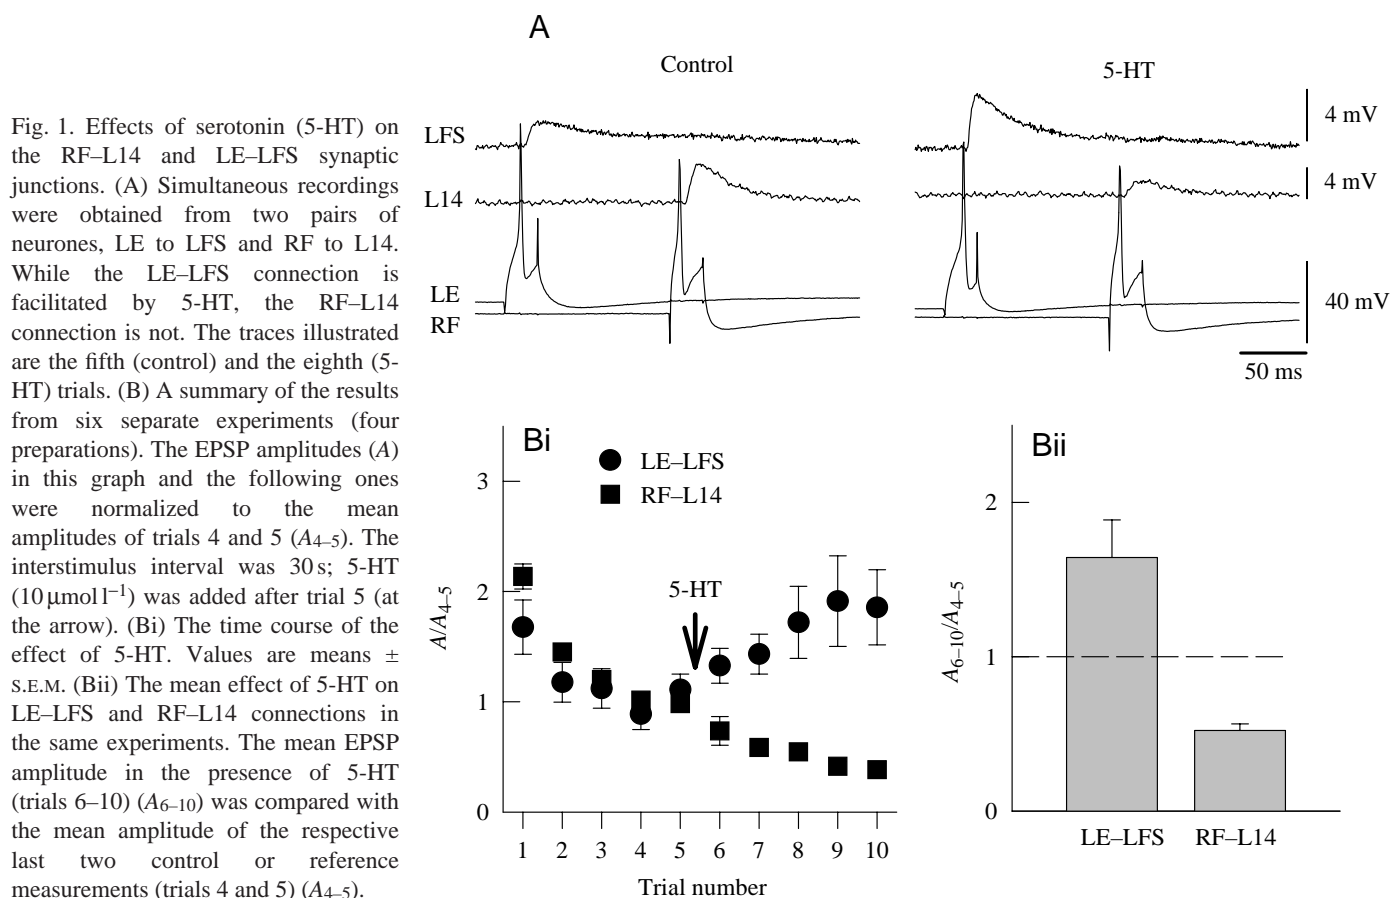 Fig. 1. Effects of serotonin (5-HT) on
the RF–L14 and LE–LFS synaptic
junctions. (A) Simultaneous recordings
were obtained from two pairs of
neurones, LE to LFS and RF to L14.
While the LE–LFS connection is
facilitated by 5-HT, the RF–L14
connection is not. The traces illustrated
are the fifth (control) and the eighth (5-
HT) trials. (B) A summary of the results
from six separate experiments (four
preparations). The EPSP amplitudes (A)
in this graph and the following ones
were normalized to the mean
amplitudes of trials 4 and 5 (A4–5). The
interstimulus interval was 30 s; 5-HT
(10 μmol l−1) was added after trial 5 (at
the arrow). (Bi) The time course of the
effect of 5-HT. Values are means ±
S.E.M. (Bii) The mean effect of 5-HT on
LE–LFS and RF–L14 connections in
the same experiments. The mean EPSP
amplitude in the presence of 5-HT
(trials 6–10) (A6–10) was compared with
the mean amplitude of the respective
last two control or reference
measurements (trials 4 and 5) (A4–5).
A
Control
5-HT
LFS
4 mV
L14
4 mV
LE
40 mV
RF
50 ms
Bi
LE–LFS
RF–L14
3
2
1
0
A/A4–5
5-HT
1 2 3 4 5 6 7 8 9 10
Trial number
Bii
2
1
0
A6–10/A4–5
LE–LFS RF–L14